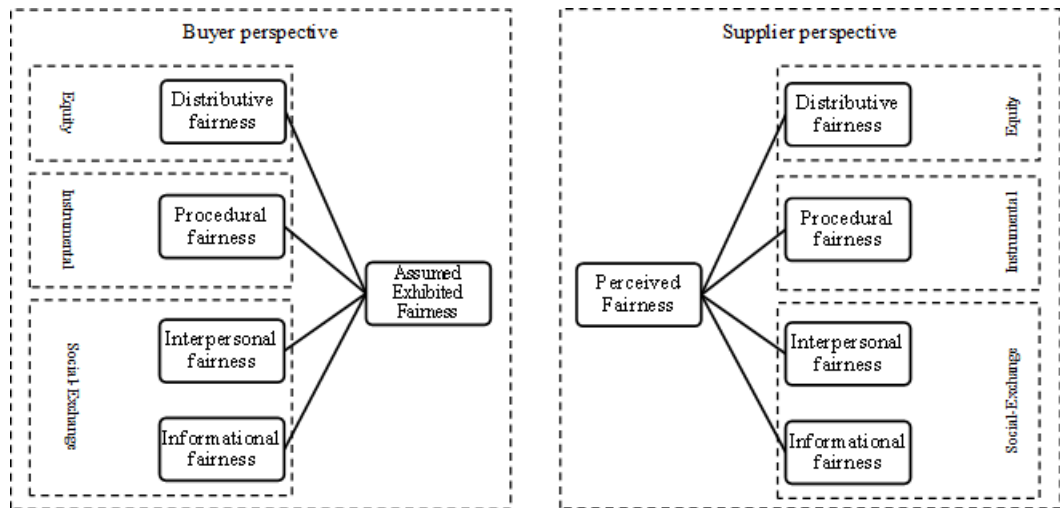 Buyer perspective
Equity
Distributive
fairness
Instrumental
Procedural
fairness
Assumed
Exhibited
Fairness
Social-Exchange
Interpersonal
fairness
Informational
fairness
Supplier perspective
Distributive
fairness
Equity
Procedural
fairness
Instrumental
Perceived
Fairness
Interpersonal
fairness
Social-Exchange
Informational
fairness